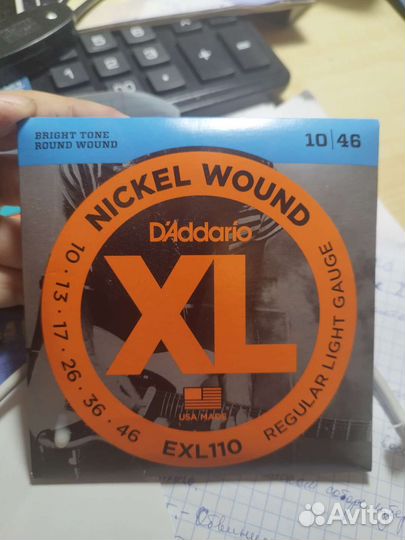 BRIGHT TONE
ROUND WOUND
10/46
NICKEL WOUND
D'Addario
XL
USA MADE
10 · 13 · 17 · 26 · 36 · 46
EXL110
REGULAR LIGHT GAUGE
Avito